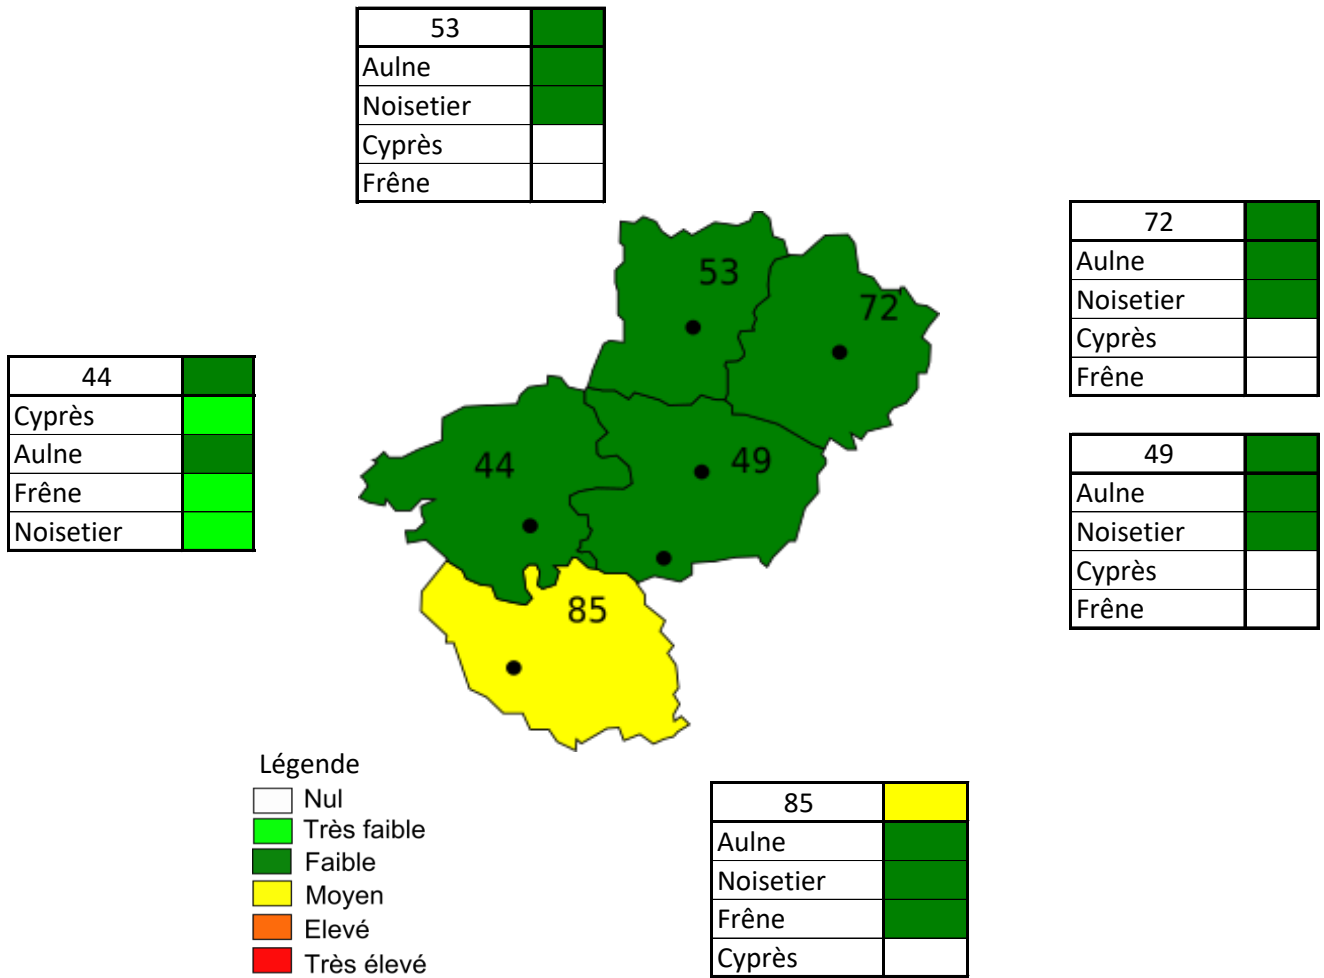 53
Aulne
Noisetier
Cyprès
Frêne
72
Aulne
Noisetier
Cyprès
Frêne
44
Cyprès
Aulne
Frêne
Noisetier
49
Aulne
Noisetier
Cyprès
Frêne
53
72
44
49
85
Légende
Nul
Très faible
Faible
Moyen
Elevé
Très élevé
85
Aulne
Noisetier
Frêne
Cyprès